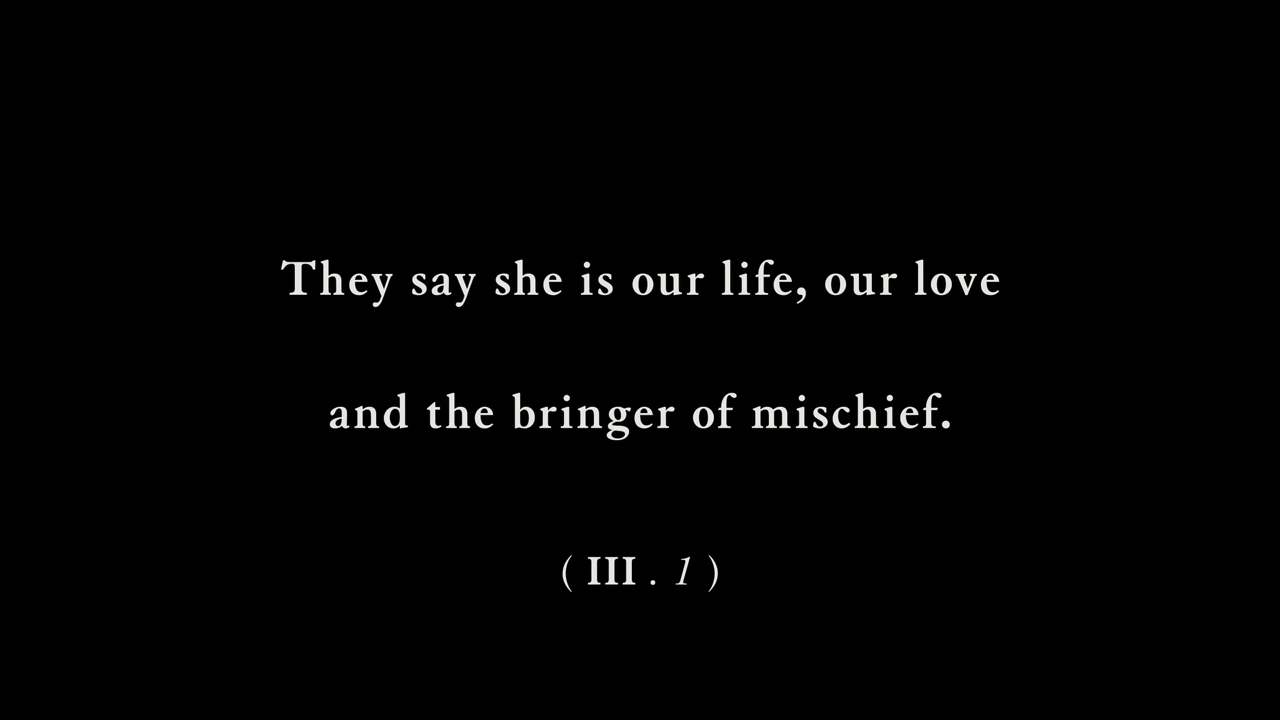 They say she is our life, our love
and the bringer of mischief.
( III . 1 )